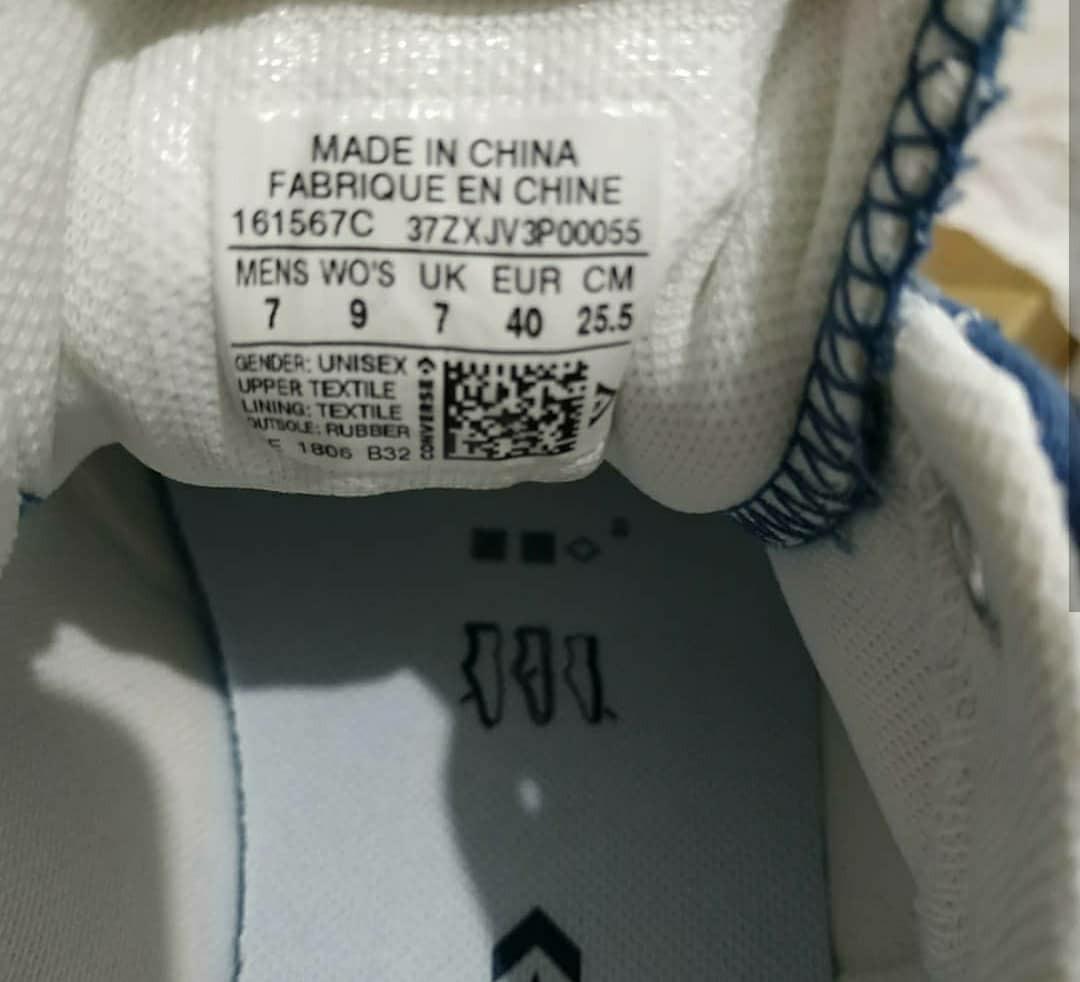 MADE IN CHINA
FABRIQUE EN CHINE
161567C 37ZXJV3P00055
MENS WO'S UK EUR CM
7 9 7 40 25.5
GENDER: UNISEX
UPPER TEXTILE
LINING: TEXTILE
OUTSOLE: RUBBER
1806 B32
CONVERSE